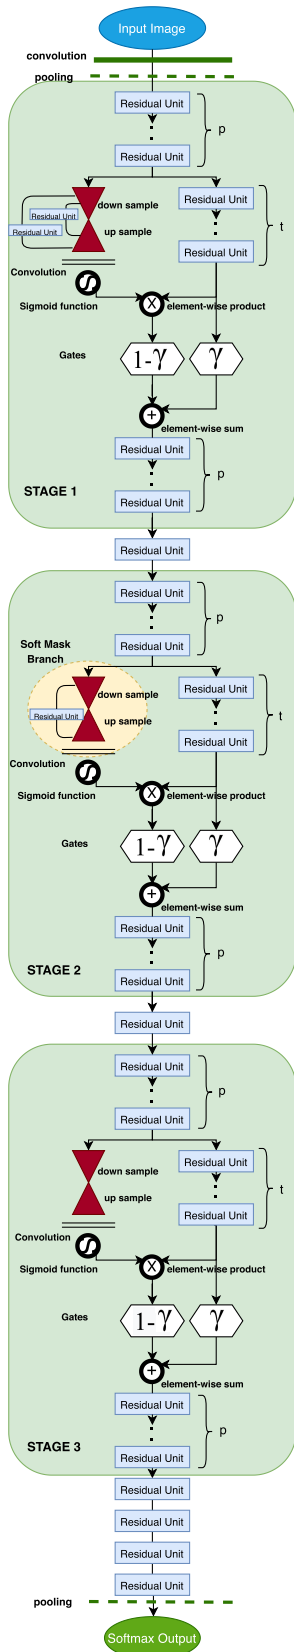 Input Image
convolution
pooling
Residual Unit
p
Residual Unit
Residual Unit
down sample
Residual Unit
t
Residual Unit
up sample
Residual Unit
Convolution
Sigmoid function
X
element-wise product
Gates
1-γ
γ
+
element-wise sum
Residual Unit
p
STAGE 1
Residual Unit
Residual Unit
Residual Unit
p
Residual Unit
Soft Mask
Branch
Residual Unit
down sample
t
Residual Unit
up sample
Residual Unit
Convolution
Sigmoid function
X
element-wise product
Gates
1-γ
γ
+
element-wise sum
Residual Unit
p
STAGE 2
Residual Unit
Residual Unit
Residual Unit
p
Residual Unit
down sample
Residual Unit
t
up sample
Residual Unit
Convolution
Sigmoid function
X
element-wise product
Gates
1-γ
γ
+
element-wise sum
Residual Unit
p
STAGE 3
Residual Unit
Residual Unit
Residual Unit
Residual Unit
Residual Unit
pooling
Softmax Output